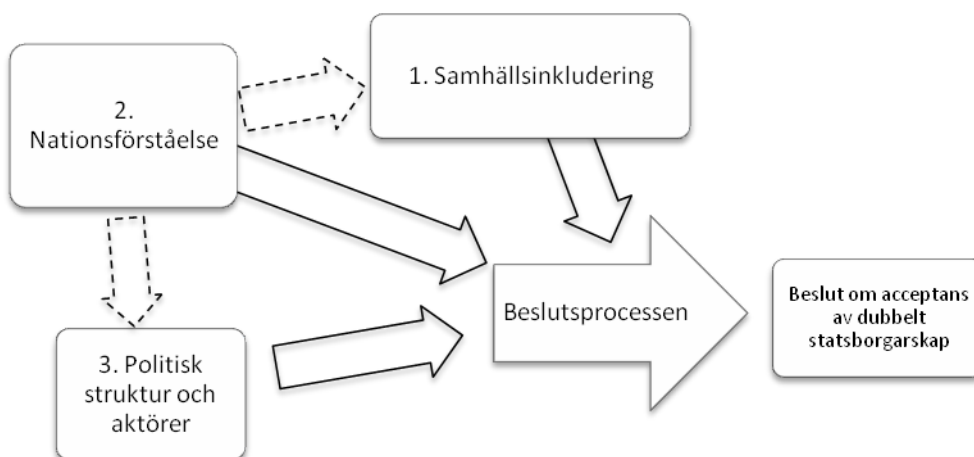 1. Samhällsinkludering
2.
Nationsförståelse
3. Politisk
struktur och
aktörer
Beslutsprocessen
Beslut om acceptans
av dubbelt
statsborgarskap